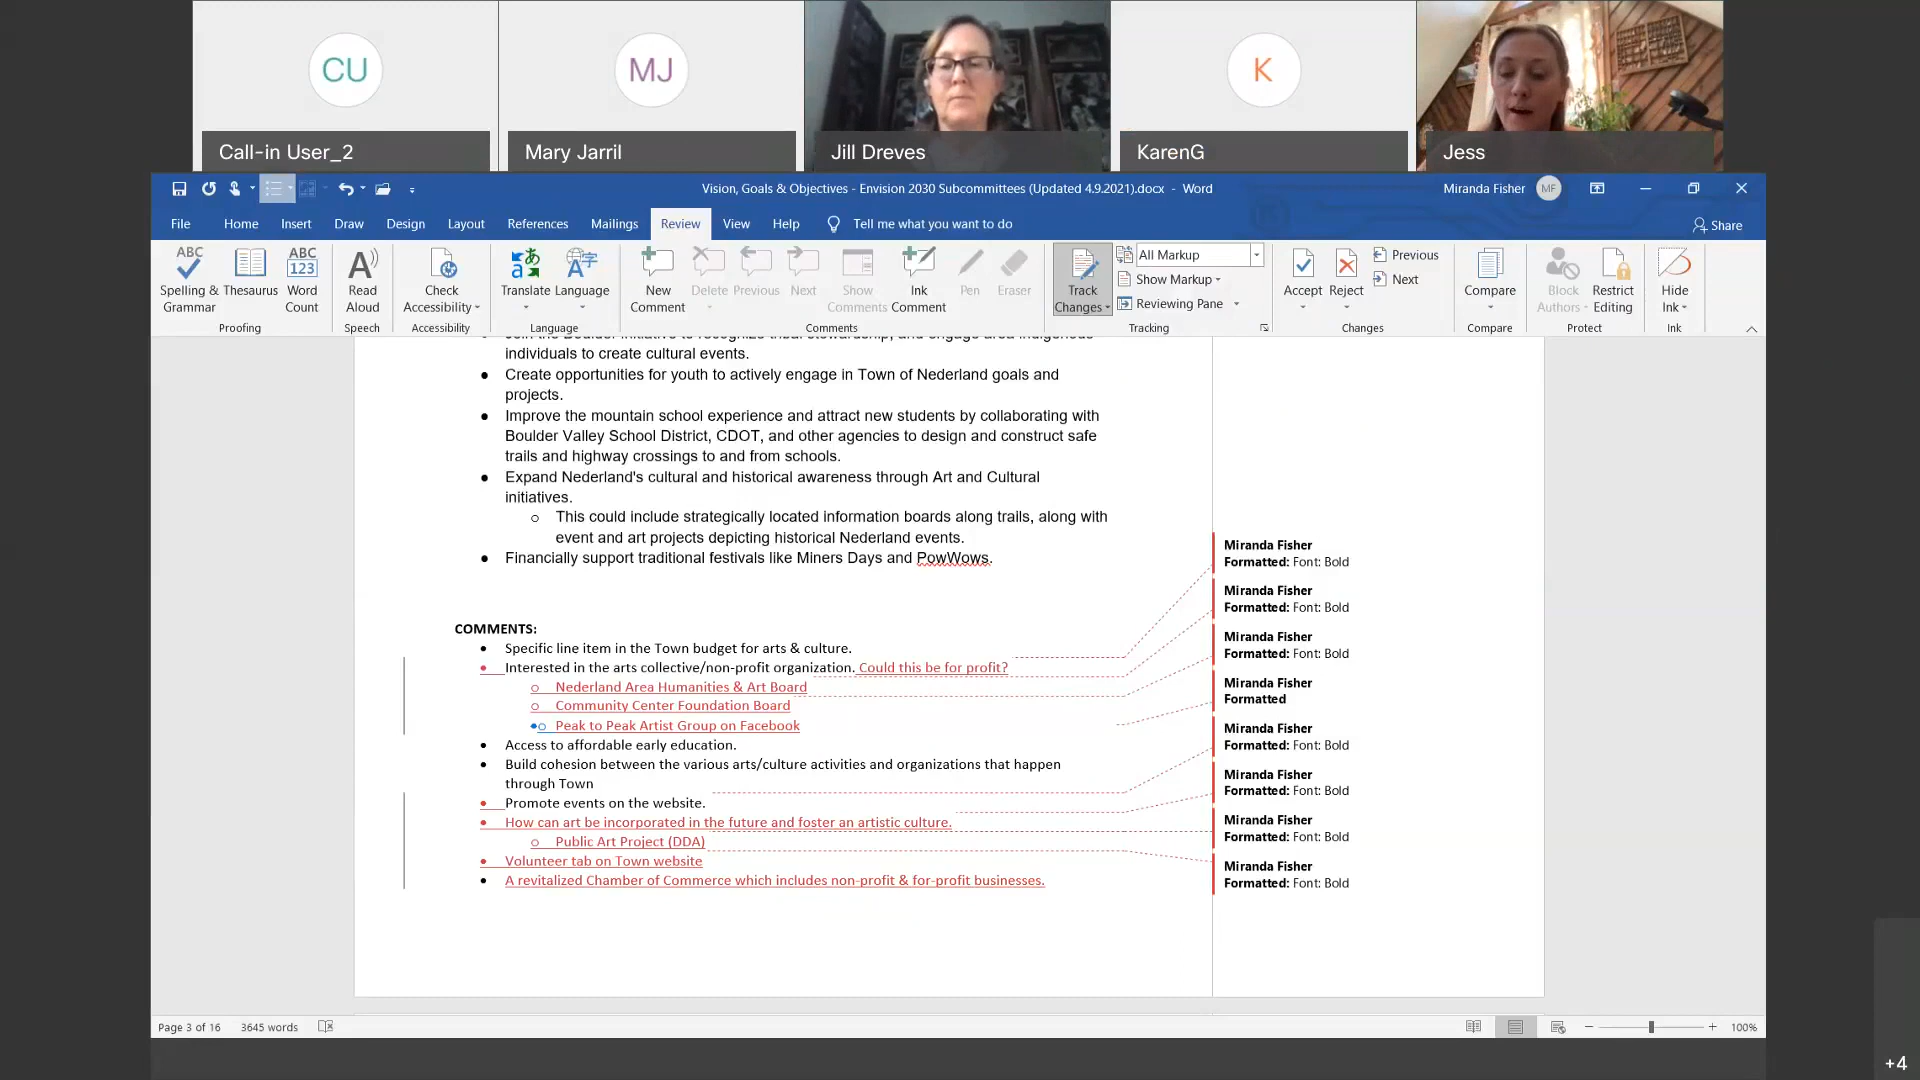 CU
MJ
K
Call-in User_2
Mary Jarril
Jill Dreves
KarenG
Jess
Vision, Goals & Objectives - Envision 2030 Subcommittees (Updated 4.9.2021).docx - Word
Miranda Fisher
MF
File
Home
Insert
Draw
Design
Layout
References
Mailings
Review
View
Help
Tell me what you want to do
Share
ABC
Spelling &
Grammar
Thesaurus
ABC
123
Word
Count
Proofing
A
Read
Aloud
Speech
Check
Accessibility
Accessibility
Translate
Language
Language
New
Comment
Delete
Previous
Next
Show
Comments
Ink
Comment
Pen
Eraser
Comments
Track
Changes
All Markup
Show Markup
Reviewing Pane
Tracking
Accept
Reject
Previous
Next
Changes
Compare
Compare
Block
Authors
Restrict
Editing
Protect
Hide
Ink
Ink
Join the Boulder initiative to recognize tribal stewardship, and engage area indigenous
individuals to create cultural events.
● Create opportunities for youth to actively engage in Town of Nederland goals and
projects.
● Improve the mountain school experience and attract new students by collaborating with
Boulder Valley School District, CDOT, and other agencies to design and construct safe
trails and highway crossings to and from schools.
● Expand Nederland's cultural and historical awareness through Art and Cultural
initiatives.
o This could include strategically located information boards along trails, along with
event and art projects depicting historical Nederland events.
● Financially support traditional festivals like Miners Days and PowWows.
COMMENTS:
• Specific line item in the Town budget for arts & culture.
• Interested in the arts collective/non-profit organization. Could this be for profit?
o Nederland Area Humanities & Art Board
o Community Center Foundation Board
•o Peak to Peak Artist Group on Facebook
• Access to affordable early education.
• Build cohesion between the various arts/culture activities and organizations that happen
through Town
• Promote events on the website.
• How can art be incorporated in the future and foster an artistic culture.
o Public Art Project (DDA)
• Volunteer tab on Town website
• A revitalized Chamber of Commerce which includes non-profit & for-profit businesses.
Miranda Fisher
Formatted: Font: Bold
Miranda Fisher
Formatted: Font: Bold
Miranda Fisher
Formatted: Font: Bold
Miranda Fisher
Formatted
Miranda Fisher
Formatted: Font: Bold
Miranda Fisher
Formatted: Font: Bold
Miranda Fisher
Formatted: Font: Bold
Miranda Fisher
Formatted: Font: Bold
Page 3 of 16
3645 words
100%
+4